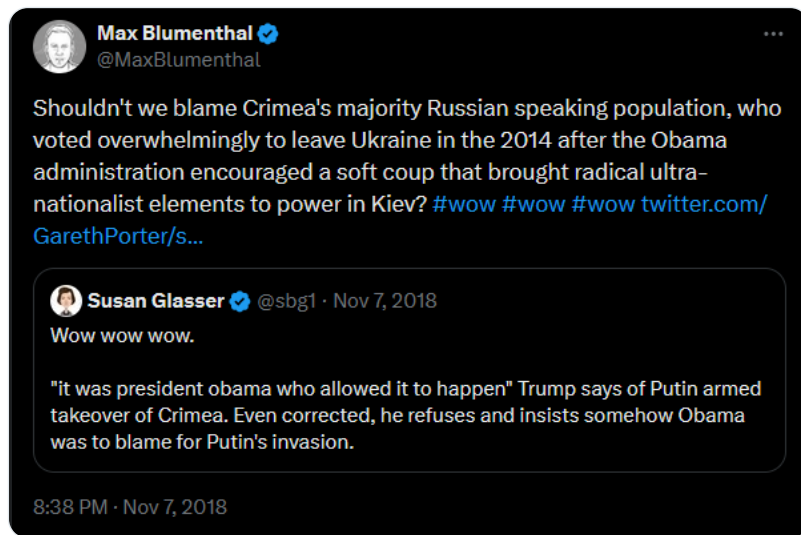 Max Blumenthal
@MaxBlumenthal
Shouldn't we blame Crimea's majority Russian speaking population, who
voted overwhelmingly to leave Ukraine in the 2014 after the Obama
administration encouraged a soft coup that brought radical ultra-
nationalist elements to power in Kiev? #wow #wow #wow twitter.com/
GarethPorter/s...
Susan Glasser @sbg1 · Nov 7, 2018
Wow wow wow.
"it was president obama who allowed it to happen" Trump says of Putin armed
takeover of Crimea. Even corrected, he refuses and insists somehow Obama
was to blame for Putin's invasion.
8:38 PM · Nov 7, 2018